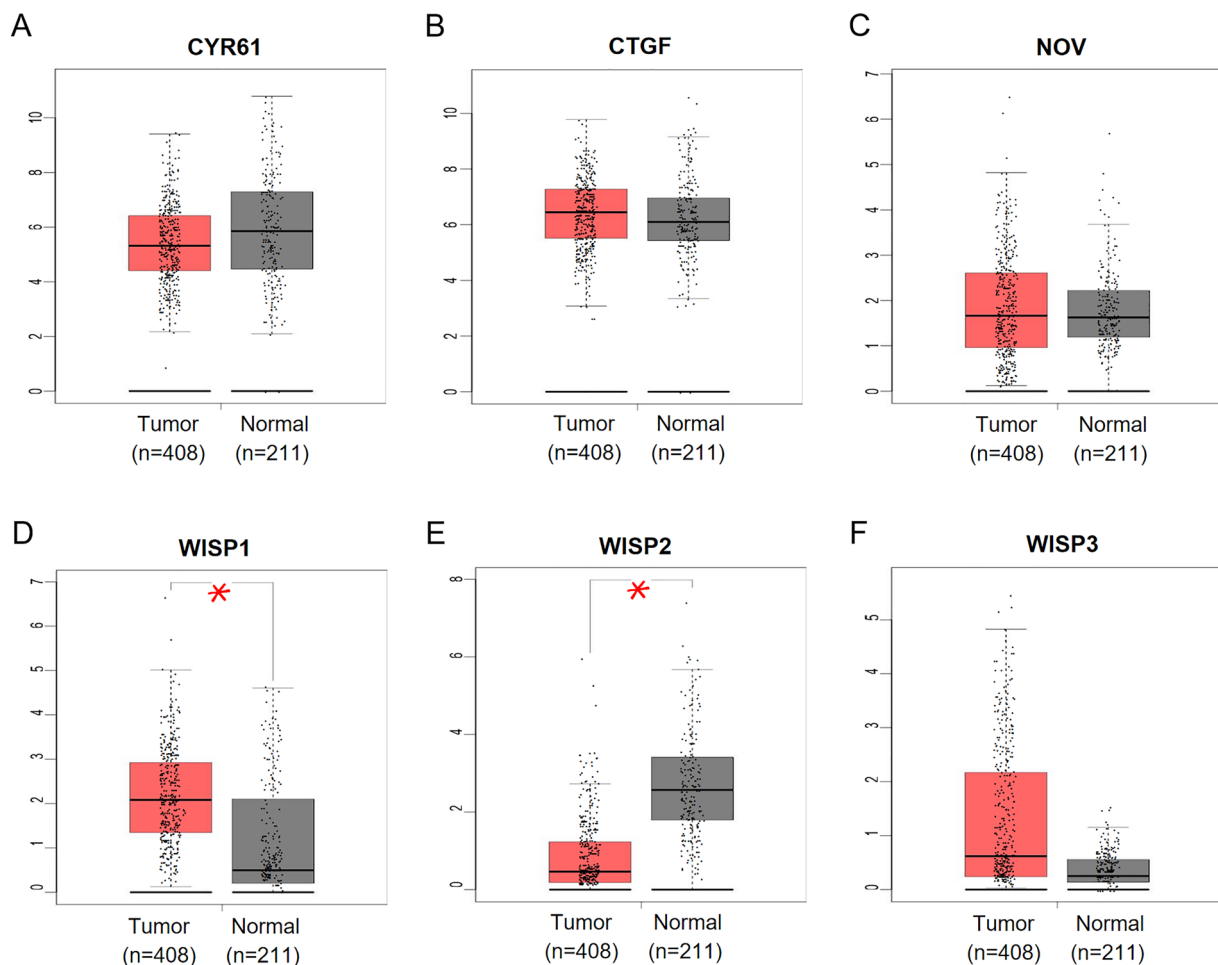 A
CYR61
10
8
6
4
2
0
Tumor Normal
(n=408) (n=211)
B
CTGF
10
8
6
4
2
0
Tumor Normal
(n=408) (n=211)
C
NOV
7
6
5
4
3
2
1
0
Tumor Normal
(n=408) (n=211)
D
WISP1
7
6
5
4
3
2
1
0
Tumor Normal
(n=408) (n=211)
E
WISP2
8
6
4
2
0
Tumor Normal
(n=408) (n=211)
F
WISP3
5
4
3
2
1
0
Tumor Normal
(n=408) (n=211)